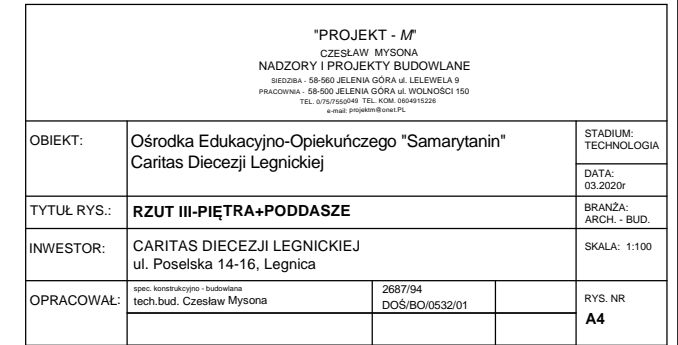 "PROJEKT - M"
CZESŁAW MYSONA
NADZORY I PROJEKTY BUDOWLANE
SIEDZIBA - 58-560 JELENIA GÓRA ul. LELEWELA 9
PRACOWNIA - 58-500 JELENIA GÓRA ul. WOLNOŚCI 150
TEL. 0/75/7550049 TEL. KOM. 0604915226
e-mail: projektm@onet.PL
OBIEKT:
Ośrodka Edukacyjno-Opiekuńczego "Samarytanin"
Caritas Diecezji Legnickiej
STADIUM:
TECHNOLOGIA
DATA:
03.2020r
TYTUŁ RYS.:
RZUT III-PIĘTRA+PODDASZE
BRANŻA:
ARCH. - BUD.
INWESTOR:
CARITAS DIECEZJI LEGNICKIEJ
ul. Poselska 14-16, Legnica
SKALA: 1:100
OPRACOWAŁ:
spec. konstrukcyjno - budowlana
tech.bud. Czesław Mysona
2687/94
DOŚ/BO/0532/01
RYS. NR
A4